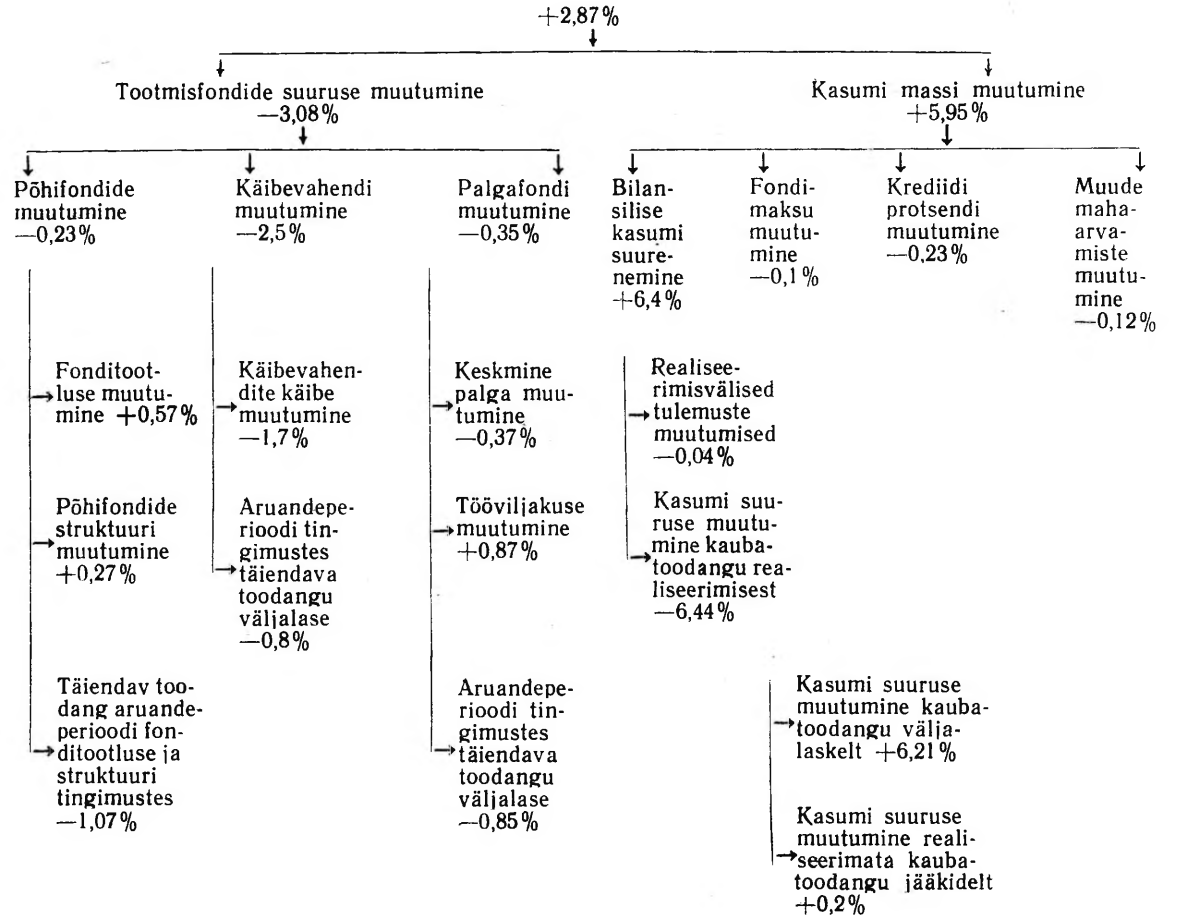 +2,87%
Tootmisfondide suuruse muutumine
—3,08%
Kasumi massi muutumine
+5,95%
Põhifondide
muutumine
—0,23%
Käibevahendi
muutumine
—2,5%
Palgafondi
muutumine
—0,35%
Bilan-
silise
kasumi
suure-
nemine
+6,4%
Fondi-
maksu
muutu-
mine
—0,1%
Krediidi
protsendi
muutumine
—0,23%
Muude
maha-
arva-
miste
muutu-
mine
—0,12%
Fonditoot-
luse muutu-
mine +0,57%
Põhifondide
struktuuri
muutumine
+0,27%
Täiendav too-
dang aruande-
perioodi fon-
ditootluse ja
struktuuri
tingimustes
—1,07%
Käibevahen-
dite käibe
muutumine
—1,7%
Aruandepe-
rioodi tin-
gimustes
täiendava
toodangu
väljalase
—0,8%
Keskmine
palga muu-
tumine
—0,37%
Tööviljakuse
muutumine
+0,87%
Aruandepe-
rioodi tin-
gimustes
täiendava
toodangu
väljalase
—0,85%
Realisee-
rimisvälised
tulemuste
muutumised
—0,04%
Kasumi suu-
ruse muutu-
mine kauba-
toodangu rea-
liseerimisest
—6,44%
Kasumi suuruse
muutumine kauba-
toodangu välja-
laskelt +6,21%
Kasumi suuruse
muutumine reali-
seerimata kauba-
toodangu jääkidelt
+0,2%